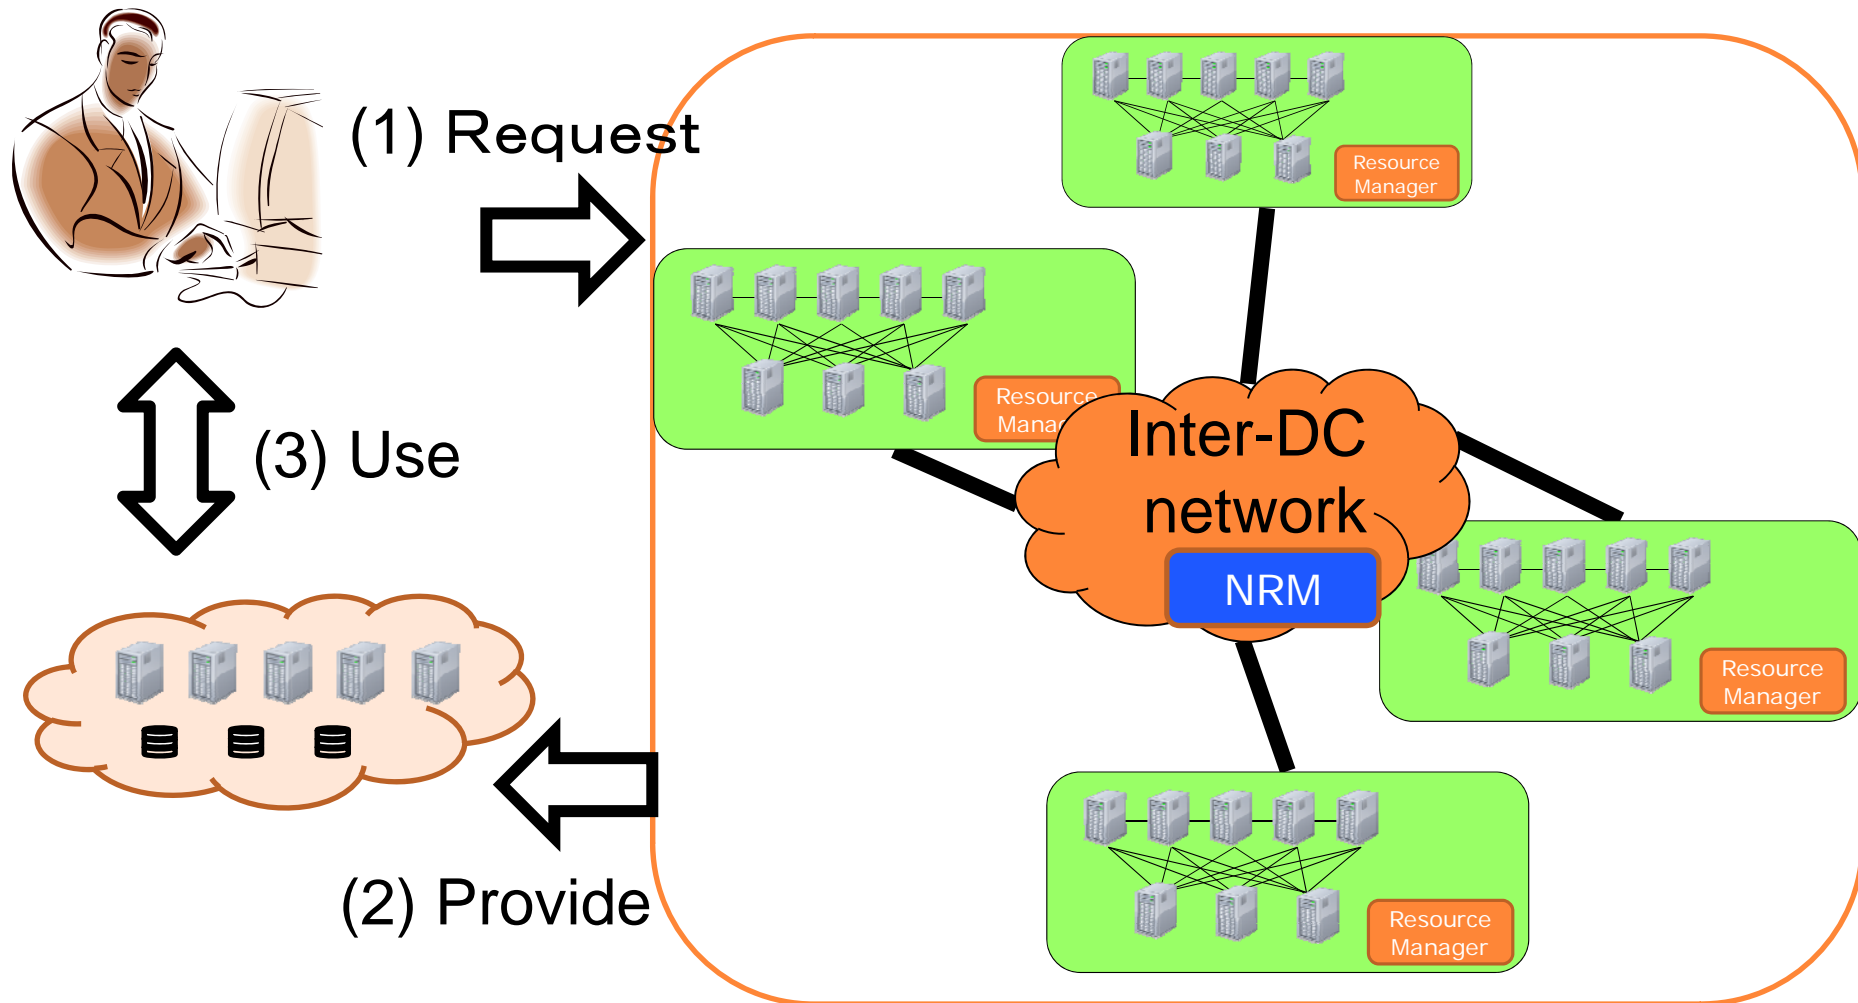 (1) Request
Resource
Manager
Resource
Manager
Inter-DC
network
NRM
(3) Use
Resource
Manager
(2) Provide
Resource
Manager